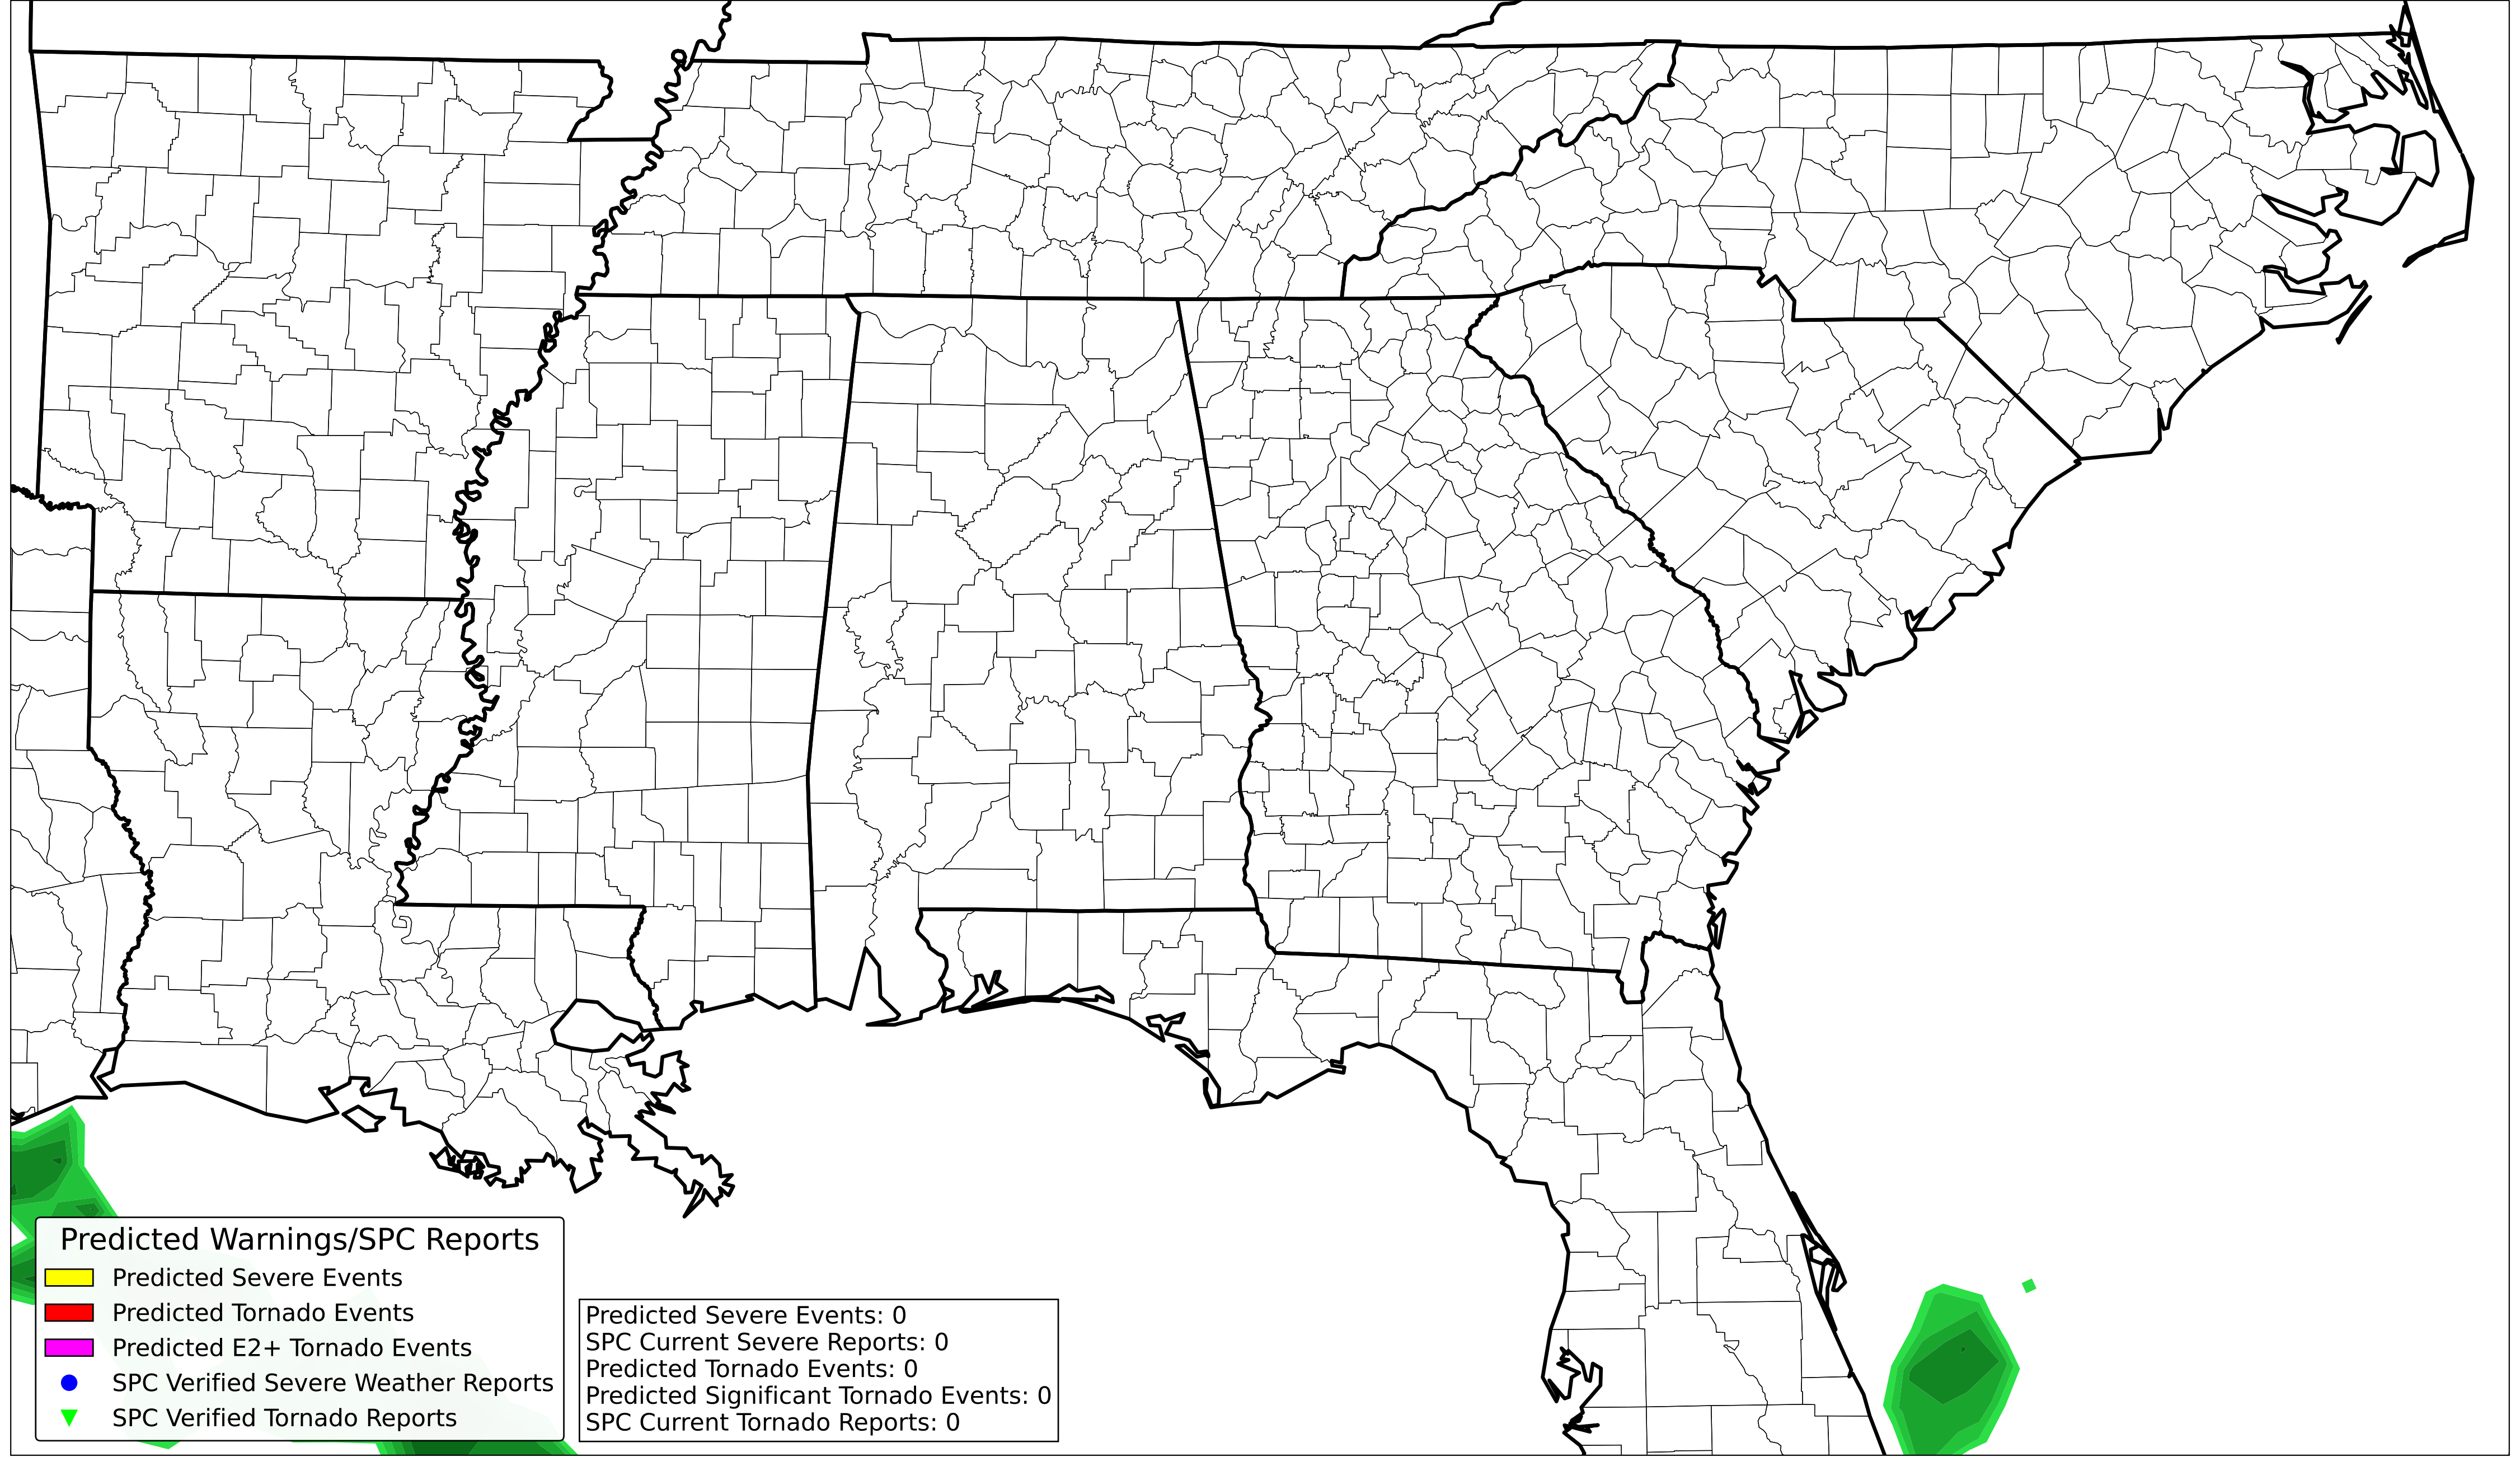 Predicted Warnings/SPC Reports
Predicted Severe Events
Predicted Tornado Events
Predicted E2+ Tornado Events
SPC Verified Severe Weather Reports
SPC Verified Tornado Reports
Predicted Severe Events: 0
SPC Current Severe Reports: 0
Predicted Tornado Events: 0
Predicted Significant Tornado Events: 0
SPC Current Tornado Reports: 0